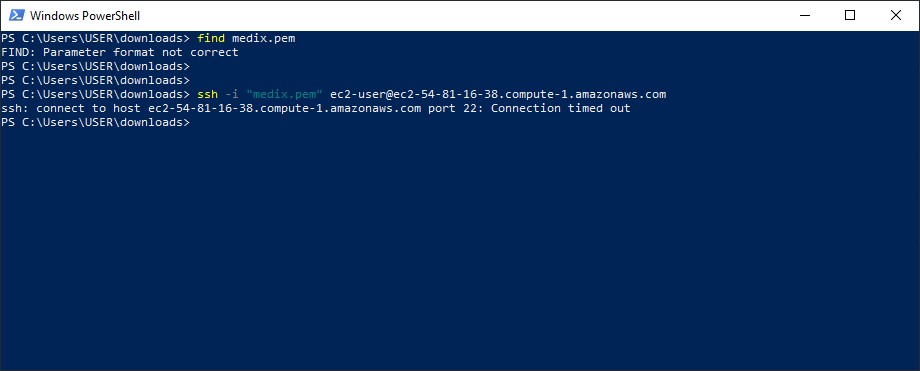 Windows PowerShell
PS C:\Users\USER\downloads> find medix.pem
FIND: Parameter format not correct
PS C:\Users\USER\downloads>
PS C:\Users\USER\downloads>
PS C:\Users\USER\downloads> ssh -i "medix.pem" ec2-user@ec2-54-81-16-38.compute-1.amazonaws.com
ssh: connect to host ec2-54-81-16-38.compute-1.amazonaws.com port 22: Connection timed out
PS C:\Users\USER\downloads>